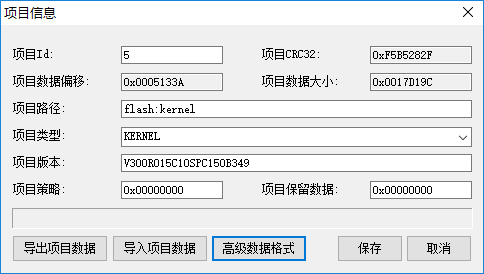 项目信息
项目Id: 5 项目CRC32: 0xF5B5282F
项目数据偏移: 0x0005133A 项目数据大小: 0x0017D19C
项目路径: flash:kernel
项目类型: KERNEL
项目版本: V300R015C10SPC150B349
项目策略: 0x00000000 项目保留数据: 0x00000000
导出项目数据 导入项目数据 高级数据格式 保存 取消